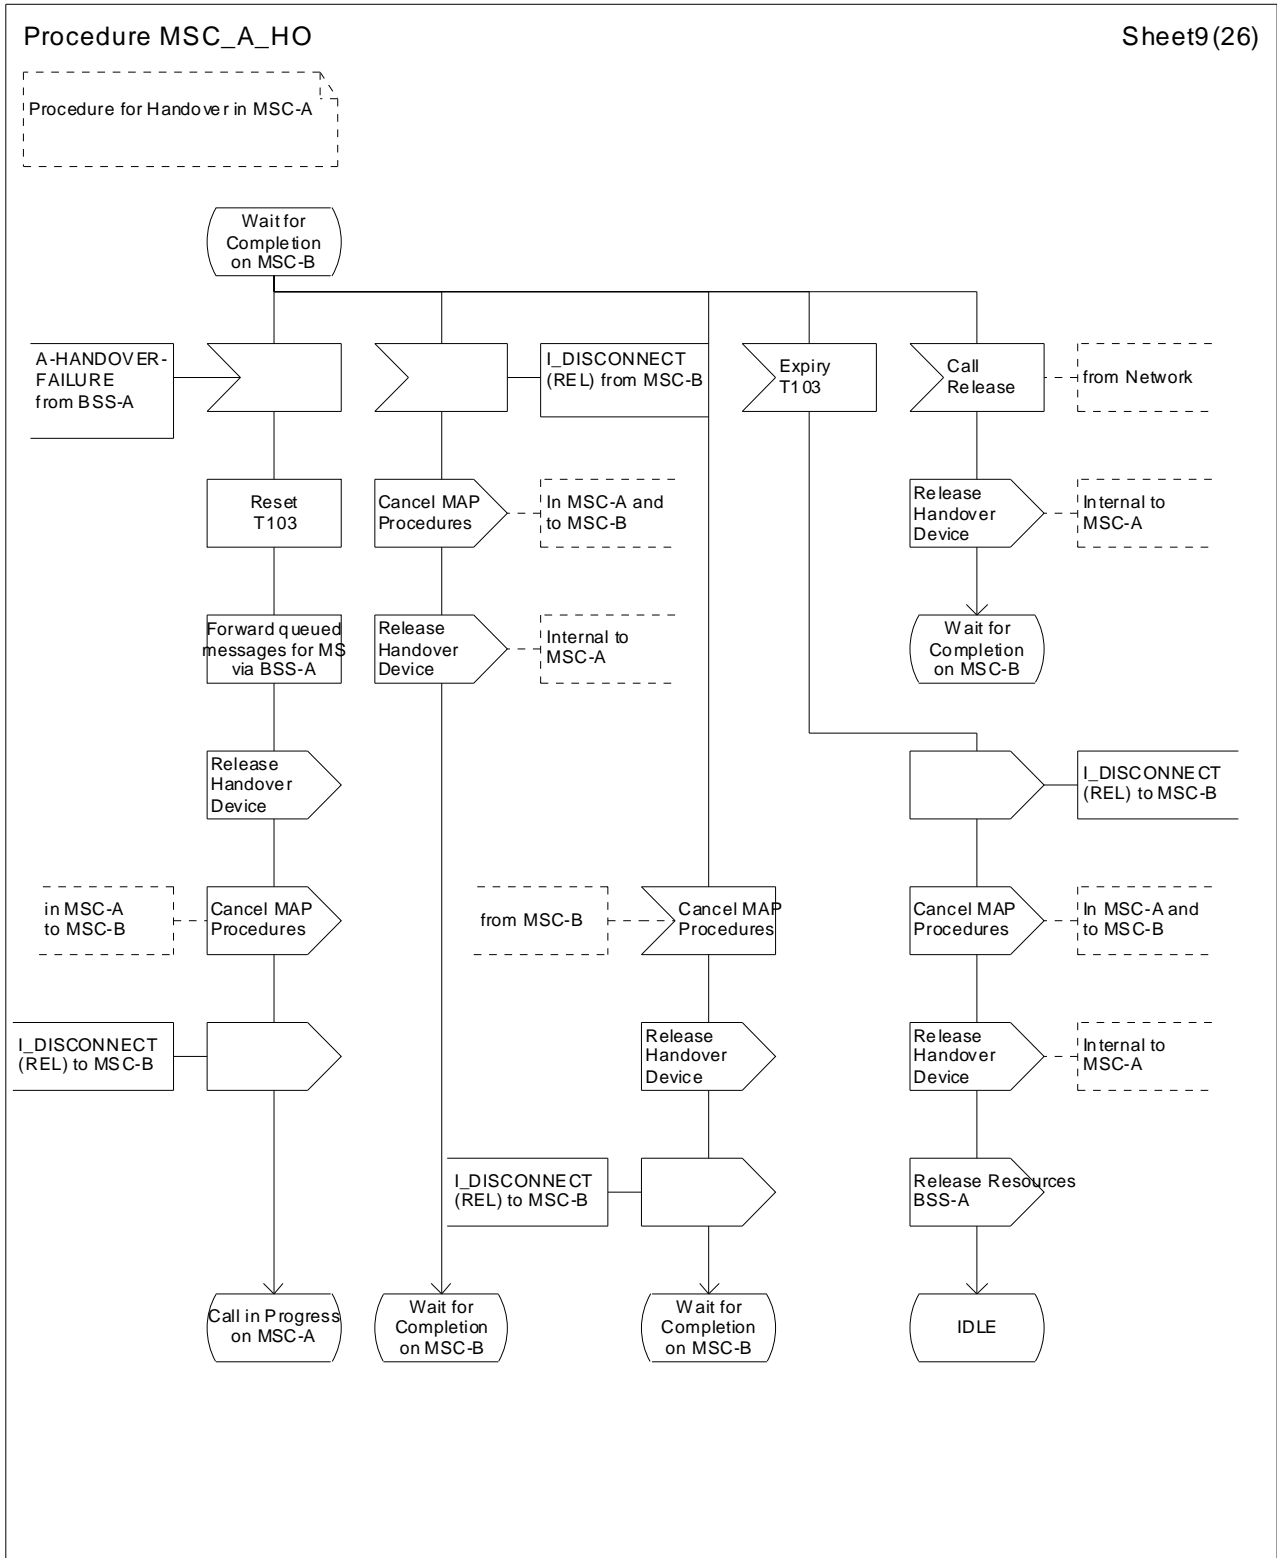 Procedure MSC_A_HO
Sheet9(26)
Procedure for Handover in MSC-A
Wait for
Completion
on MSC-B
A-HANDOVER-
FAILURE
from BSS-A
I_DISCONNECT
(REL) from MSC-B
Expiry
T103
Call
Release
from Network
Reset
T103
Cancel MAP
Procedures
In MSC-A and
to MSC-B
Release
Handover
Device
Internal to
MSC-A
Forward queued
messages for MS
via BSS-A
Release
Handover
Device
Internal to
MSC-A
Wait for
Completion
on MSC-B
Release
Handover
Device
I_DISCONNECT
(REL) to MSC-B
in MSC-A
to MSC-B
Cancel MAP
Procedures
from MSC-B
Cancel MAP
Procedures
Cancel MAP
Procedures
In MSC-A and
to MSC-B
I_DISCONNECT
(REL) to MSC-B
Release
Handover
Device
Release
Handover
Device
Internal to
MSC-A
I_DISCONNECT
(REL) to MSC-B
Release Resources
BSS-A
Call in Progress
on MSC-A
Wait for
Completion
on MSC-B
Wait for
Completion
on MSC-B
IDLE